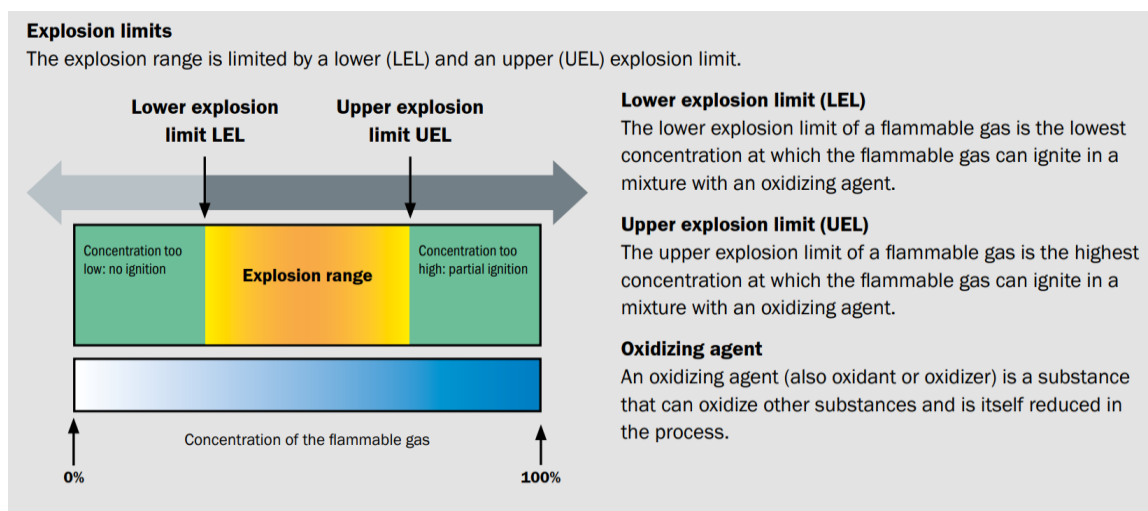 Explosion limits
The explosion range is limited by a lower (LEL) and an upper (UEL) explosion limit.
Lower explosion
limit LEL
Upper explosion
limit UEL
Concentration too
low: no ignition
Explosion range
Concentration too
high: partial ignition
Concentration of the flammable gas
0%
100%
Lower explosion limit (LEL)
The lower explosion limit of a flammable gas is the lowest
concentration at which the flammable gas can ignite in a
mixture with an oxidizing agent.
Upper explosion limit (UEL)
The upper explosion limit of a flammable gas is the highest
concentration at which the flammable gas can ignite in a
mixture with an oxidizing agent.
Oxidizing agent
An oxidizing agent (also oxidant or oxidizer) is a substance
that can oxidize other substances and is itself reduced in
the process.